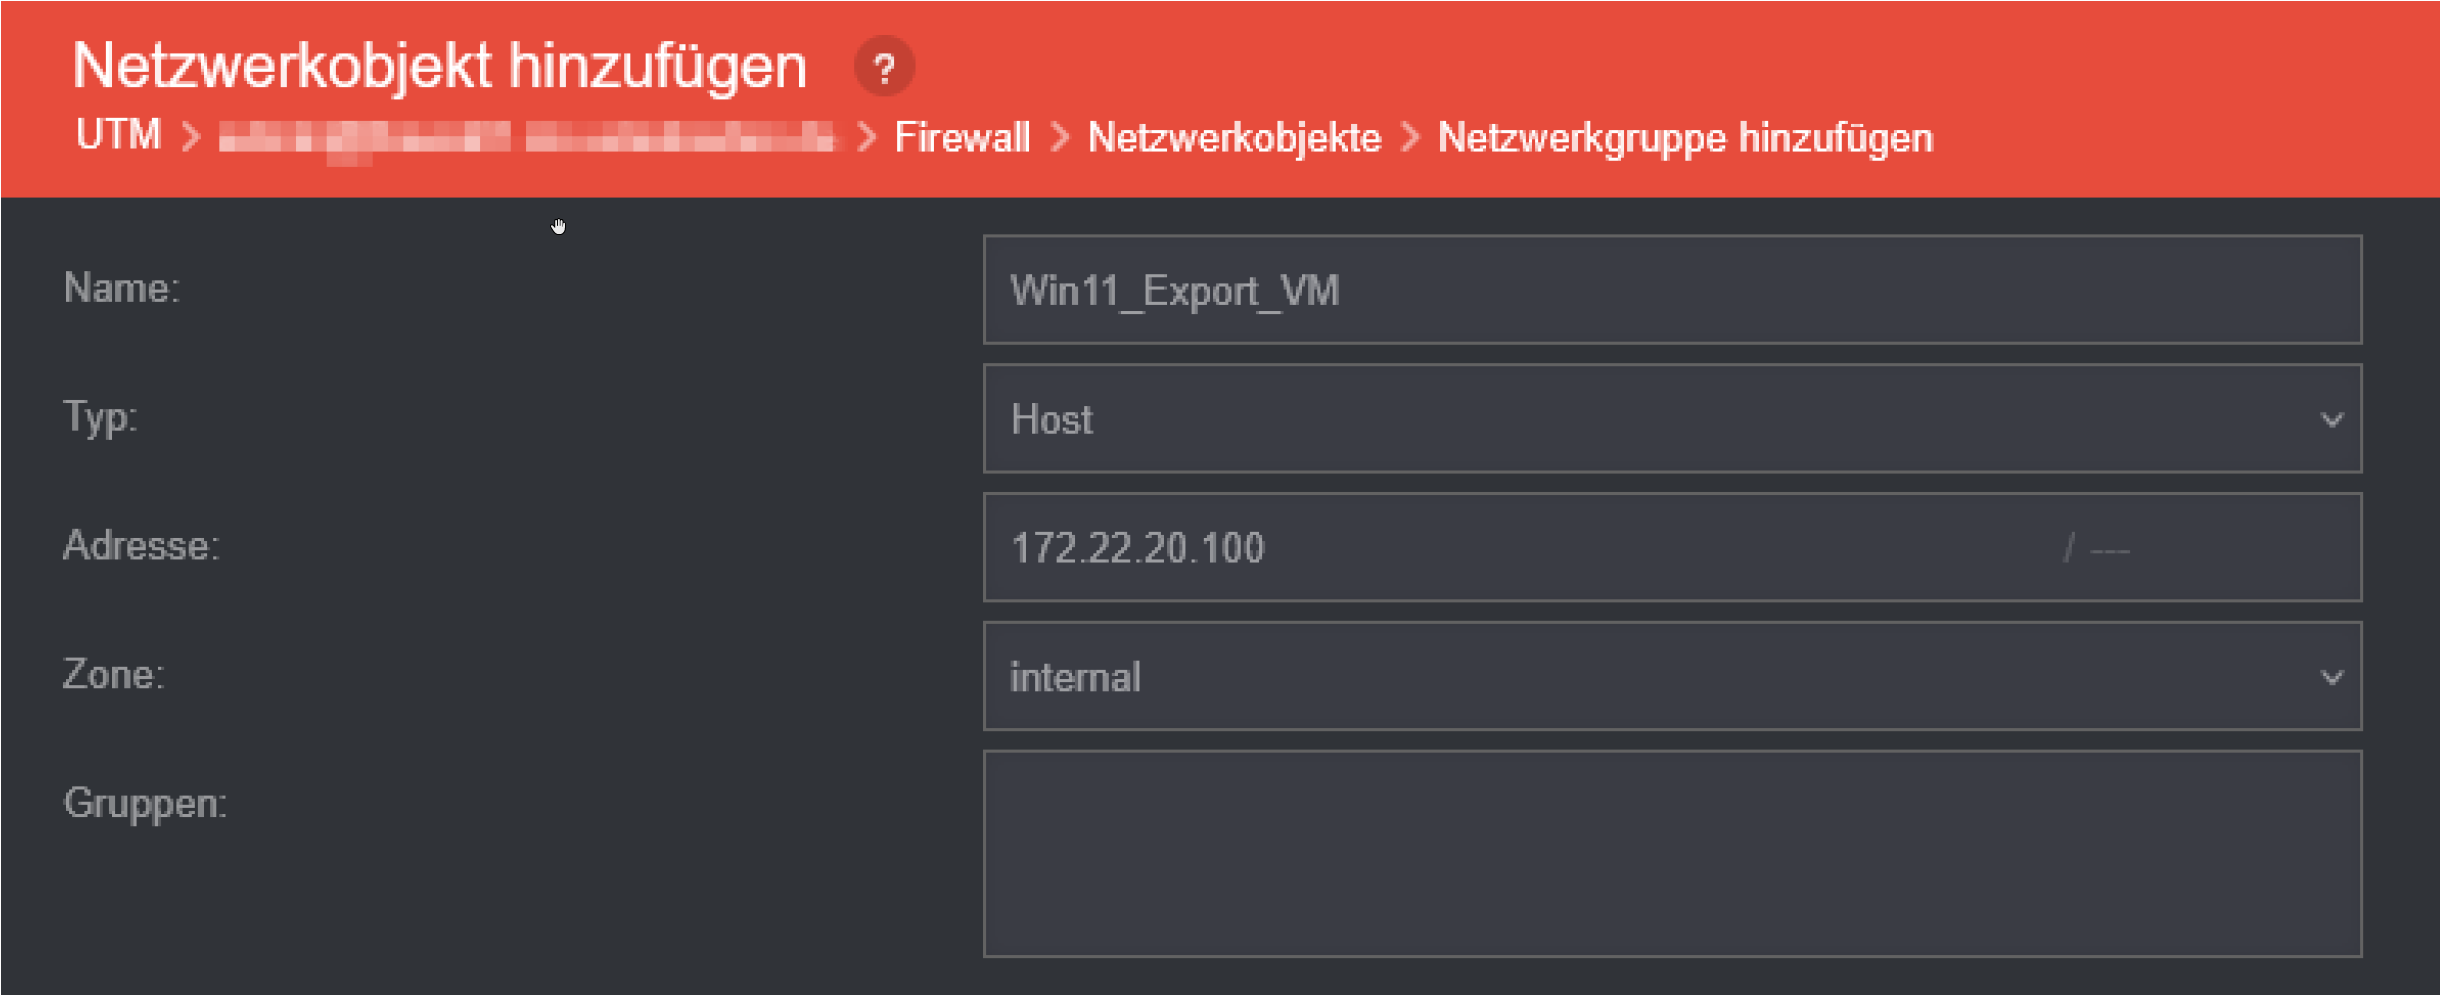 Netzwerkobjekt hinzufügen ?
UTM > > Firewall > Netzwerkobjekte > Netzwerkgruppe hinzufügen
Name: Win11_Export_VM
Typ: Host
Adresse: 172.22.20.100 / ---
Zone: internal
Gruppen: